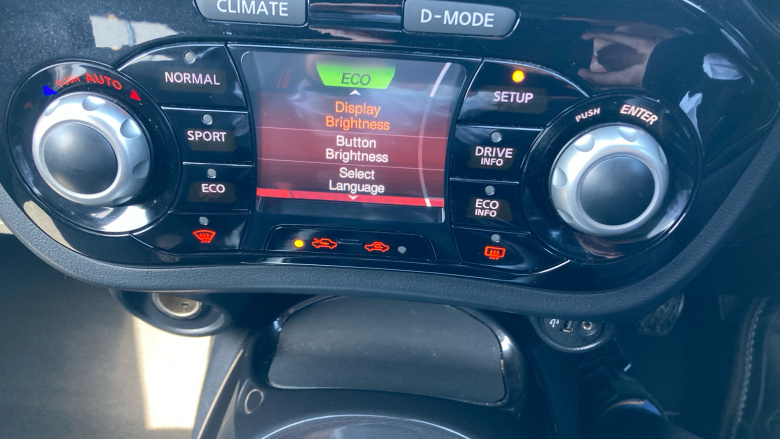 CLIMATE
D-MODE
PUSH AUTO
NORMAL
SPORT
ECO
ECO
Display
Brightness
Button
Brightness
Select
Language
SETUP
DRIVE
INFO
ECO
INFO
PUSH ENTER